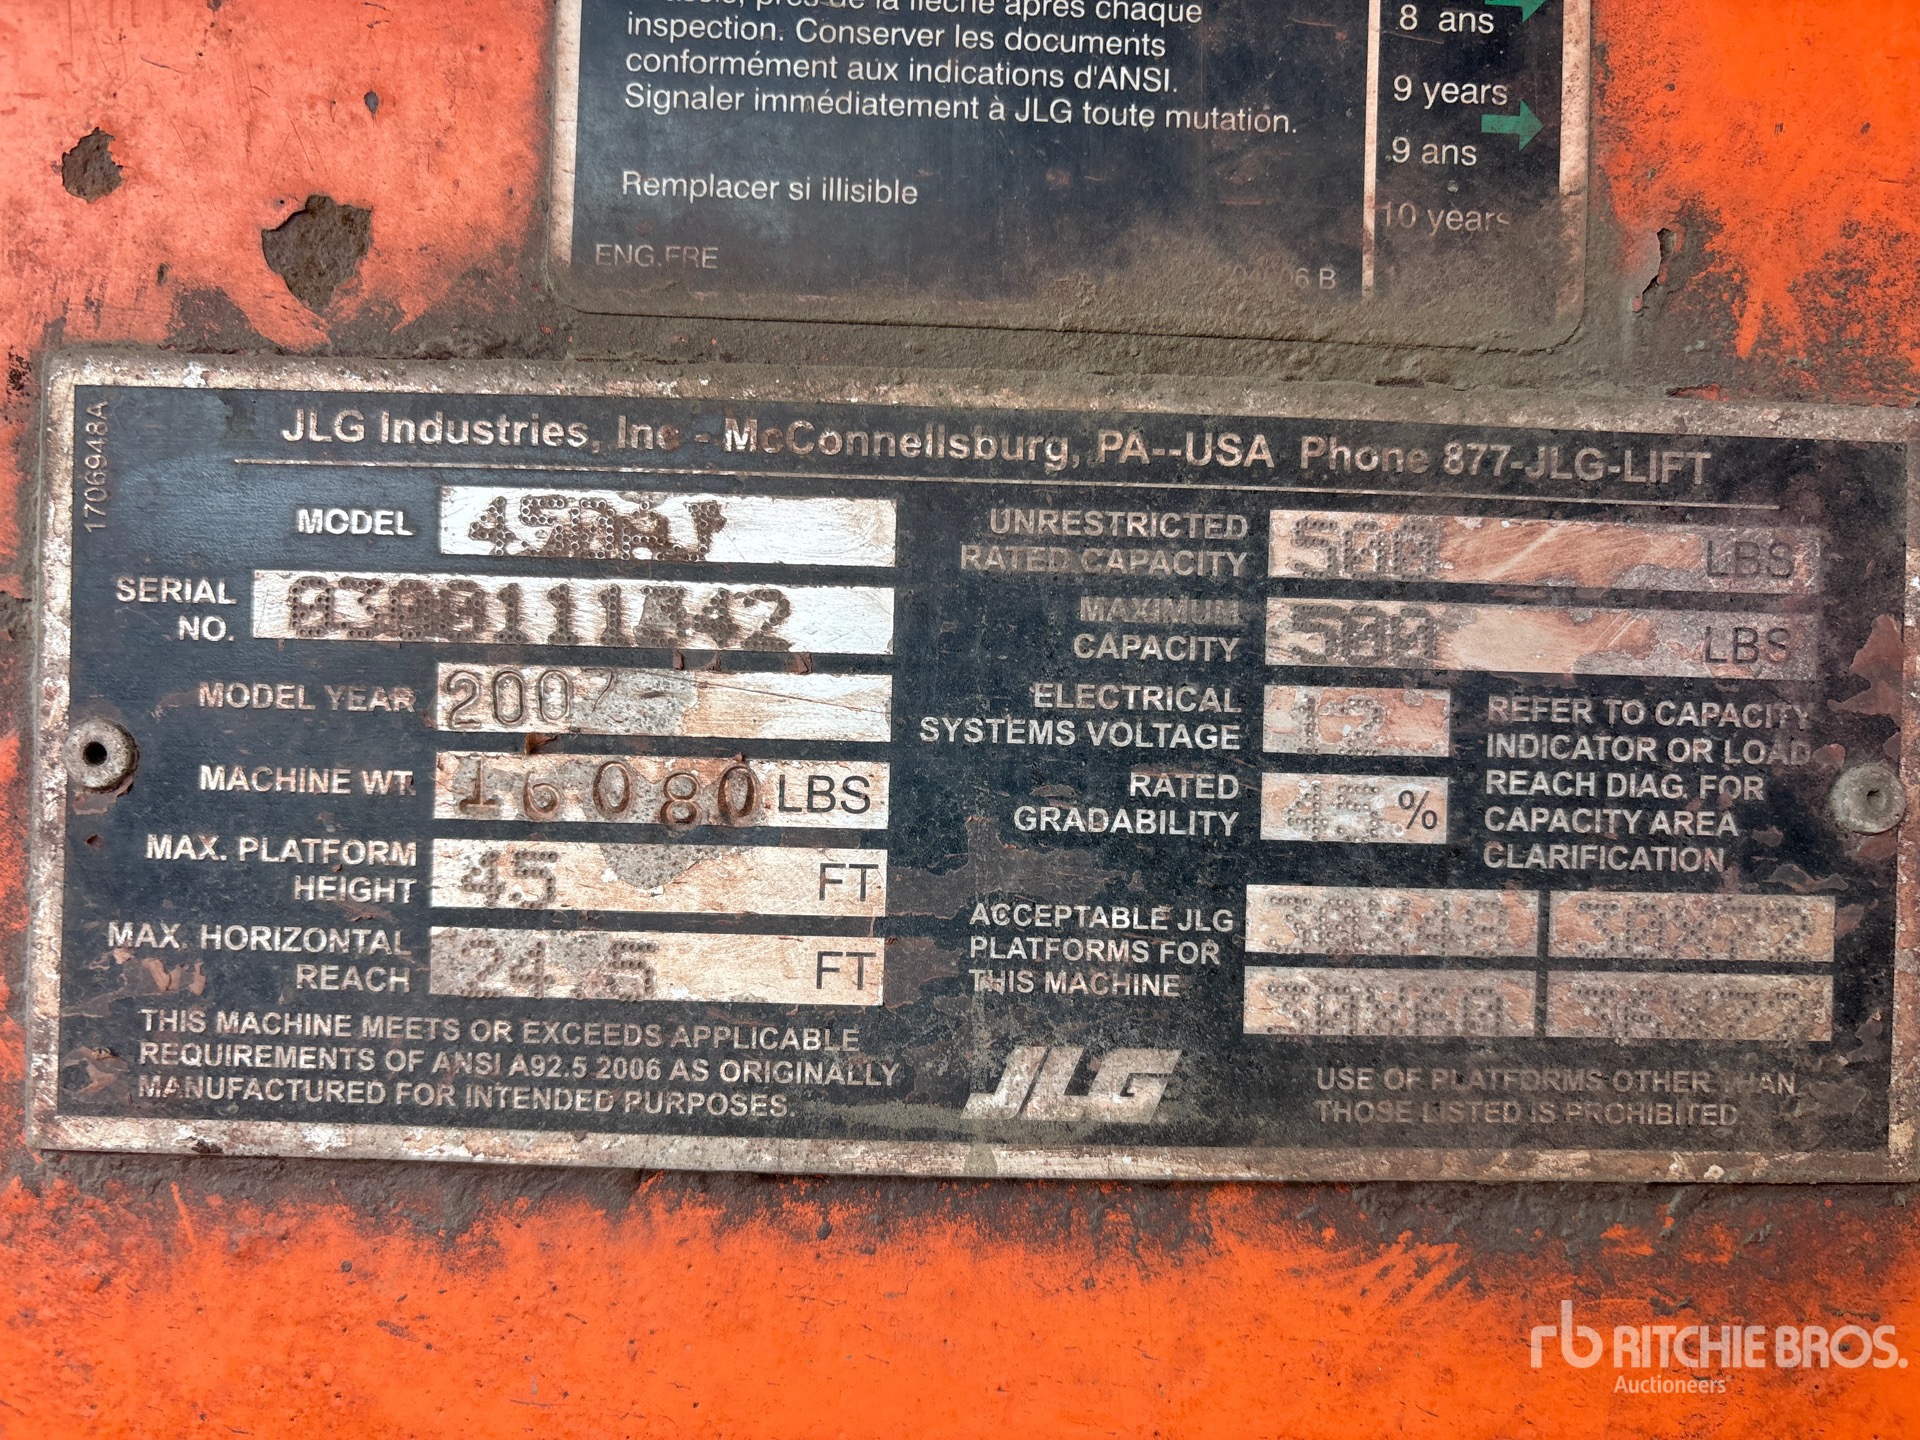 inspection. Conserver les documents
conformément aux indications d'ANSI.
Signaler immédiatement à JLG toute mutation.
Remplacer si illisible
ENG.FRE
06 B
8 ans
9 years
9 ans
10 years
1706948A
JLG Industries, Inc - McConnellsburg, PA--USA Phone 877-JLG-LIFT
MODEL
SERIAL
NO.
MODEL YEAR 2007
MACHINE WT. 16080 LBS
MAX. PLATFORM
HEIGHT 45 FT
MAX. HORIZONTAL
REACH 24.5 FT
THIS MACHINE MEETS OR EXCEEDS APPLICABLE
REQUIREMENTS OF ANSI A92.5 2006 AS ORIGINALLY
MANUFACTURED FOR INTENDED PURPOSES.
UNRESTRICTED
RATED CAPACITY 500 LBS
MAXIMUM
CAPACITY 500 LBS
ELECTRICAL
SYSTEMS VOLTAGE 12
RATED
GRADABILITY 45 %
REFER TO CAPACITY
INDICATOR OR LOAD
REACH DIAG. FOR
CAPACITY AREA
CLARIFICATION
ACCEPTABLE JLG
PLATFORMS FOR
THIS MACHINE
JLG
USE OF PLATFORMS OTHER THAN
THOSE LISTED IS PROHIBITED.
rb RITCHIE BROS.
Auctioneers